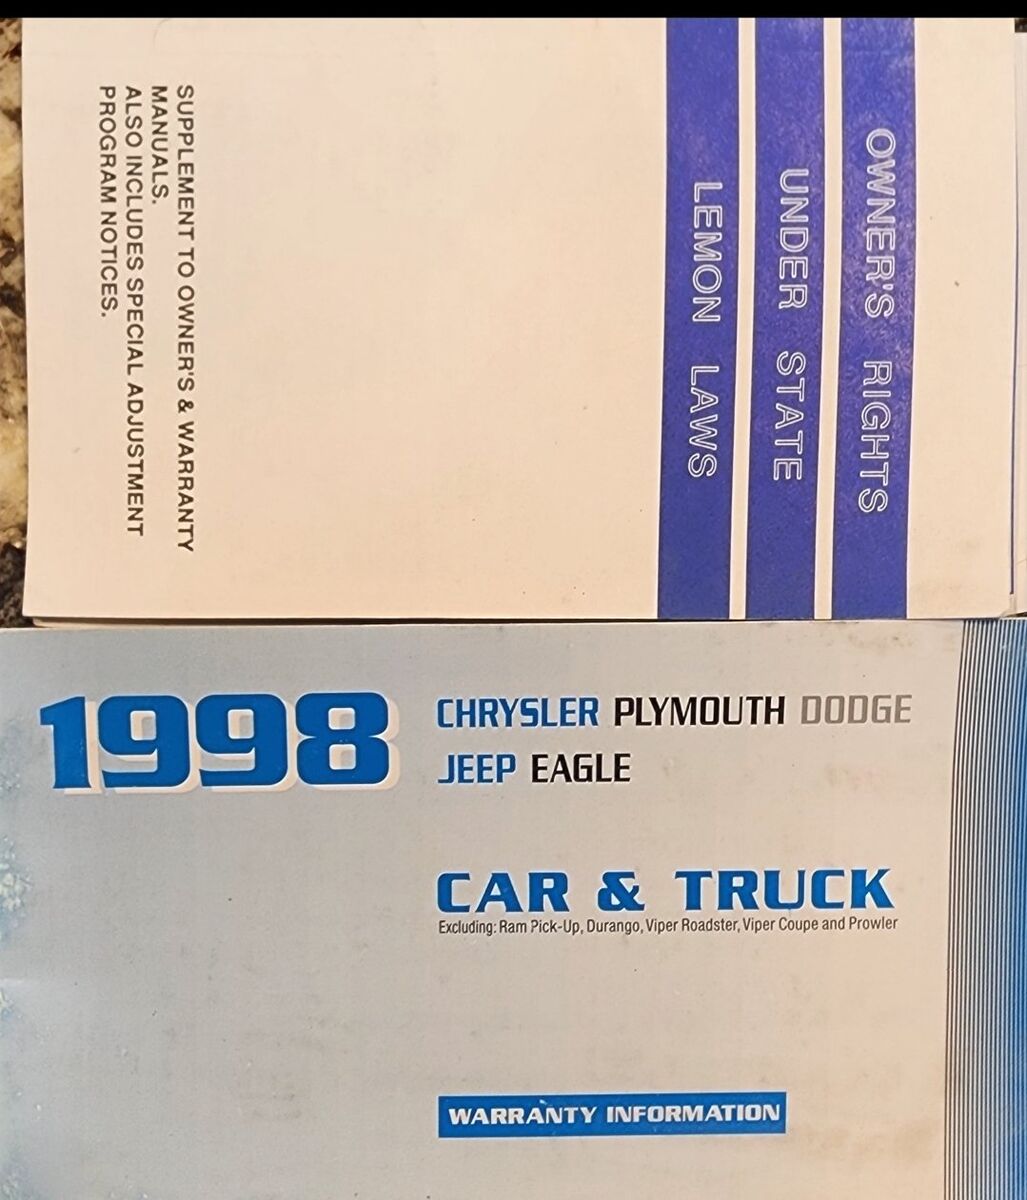 OWNER'S RIGHTS
UNDER STATE
LEMON LAWS
SUPPLEMENT TO OWNER'S & WARRANTY
MANUALS.
ALSO INCLUDES SPECIAL ADJUSTMENT
PROGRAM NOTICES.
1998
CHRYSLER PLYMOUTH DODGE
JEEP EAGLE
CAR & TRUCK
Excluding: Ram Pick-Up, Durango, Viper Roadster, Viper Coupe and Prowler
WARRANTY INFORMATION